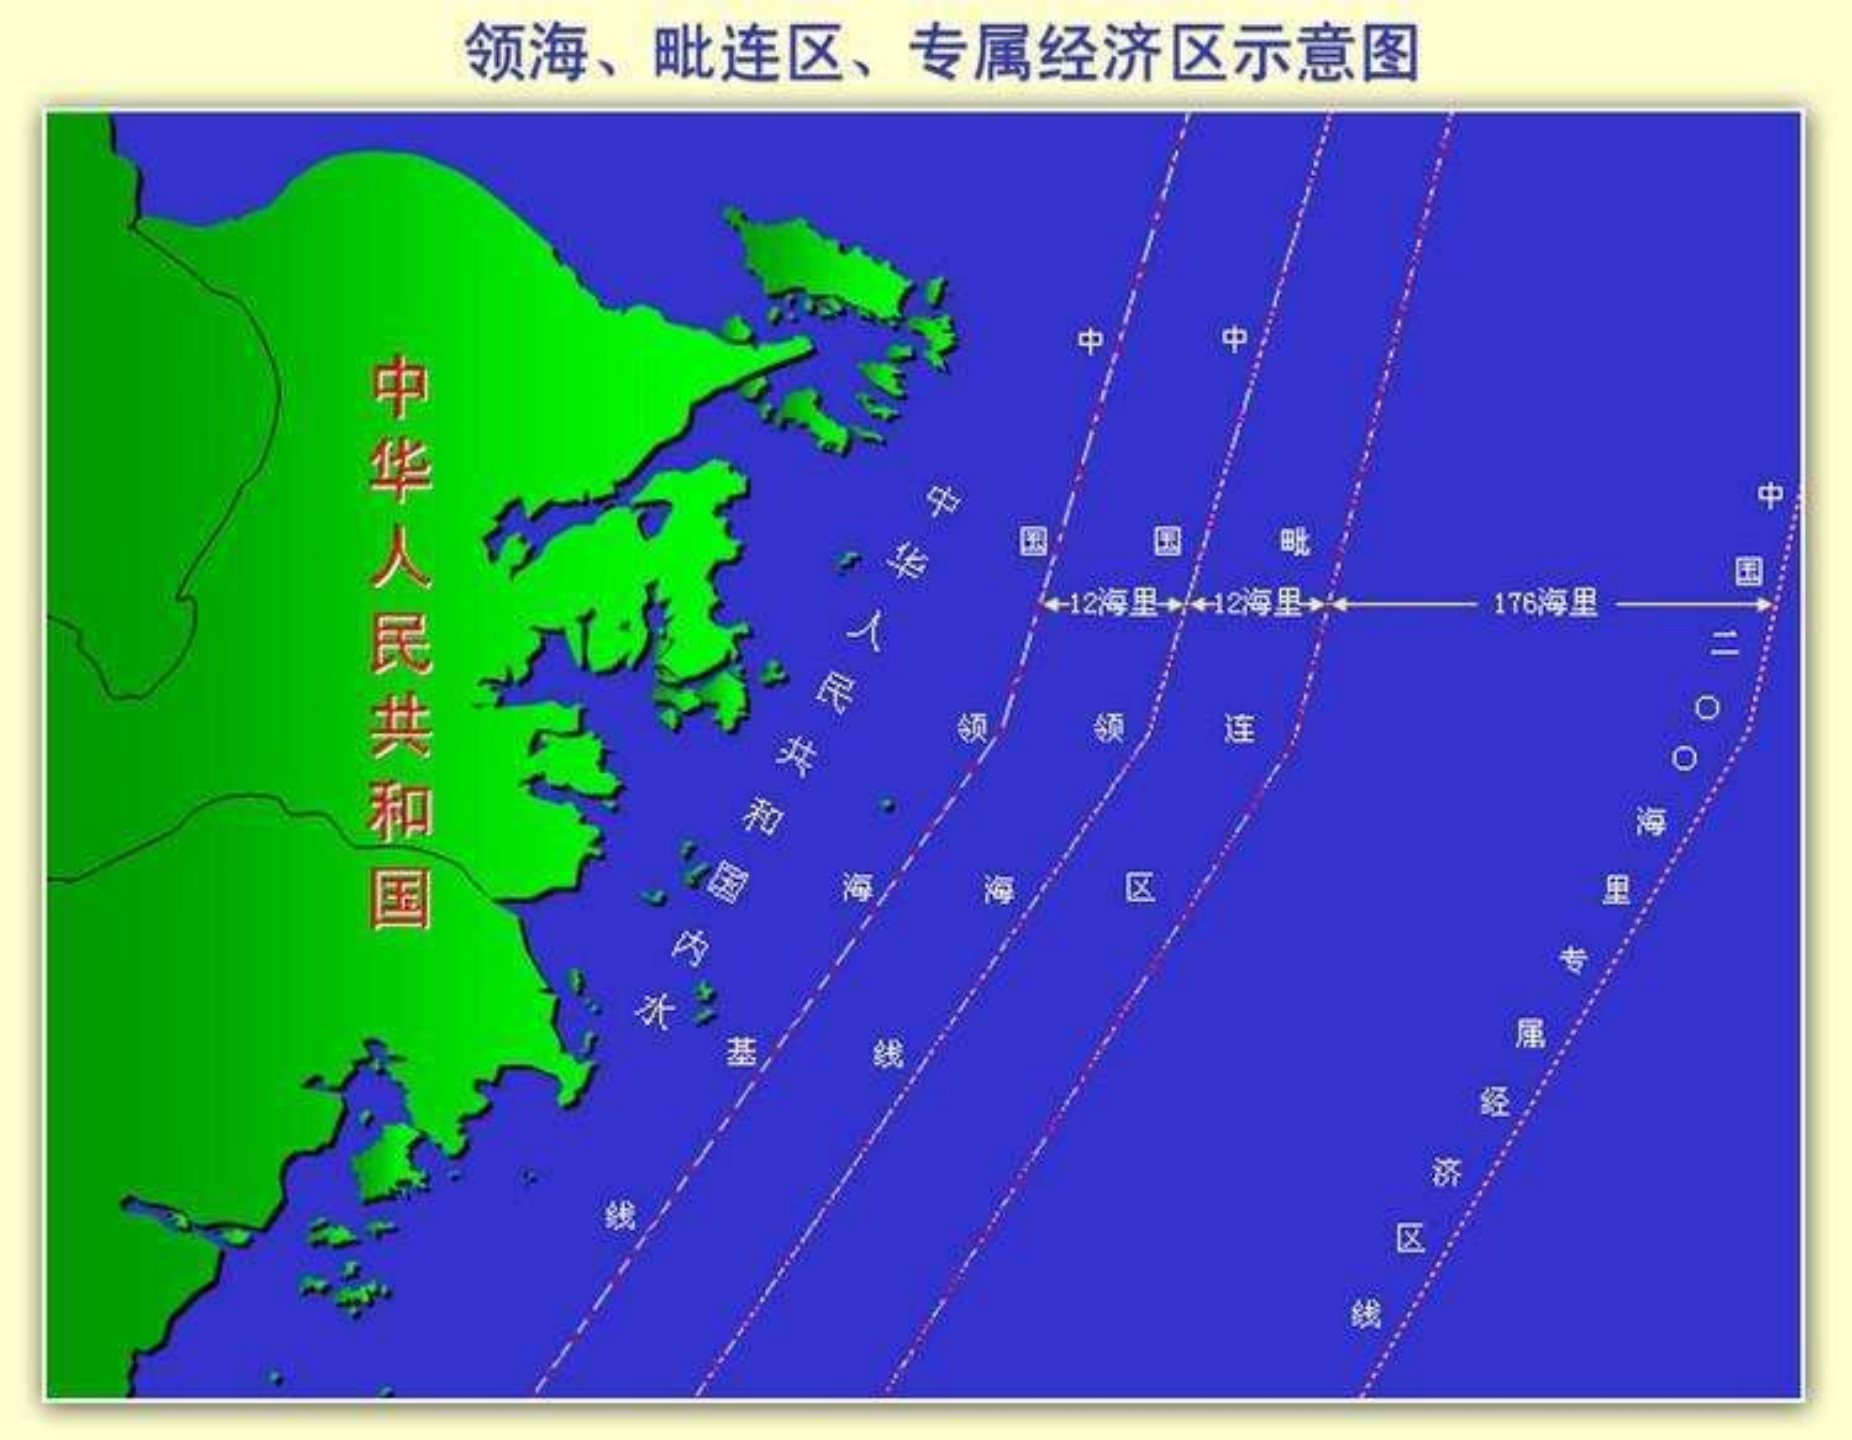 领海、毗连区、专属经济区示意图
中华人民共和国
中华人民共和国内水
中国领海基线
中国领海线
毗连区
12海里
12海里
176海里
中国二〇〇海里专属经济区线